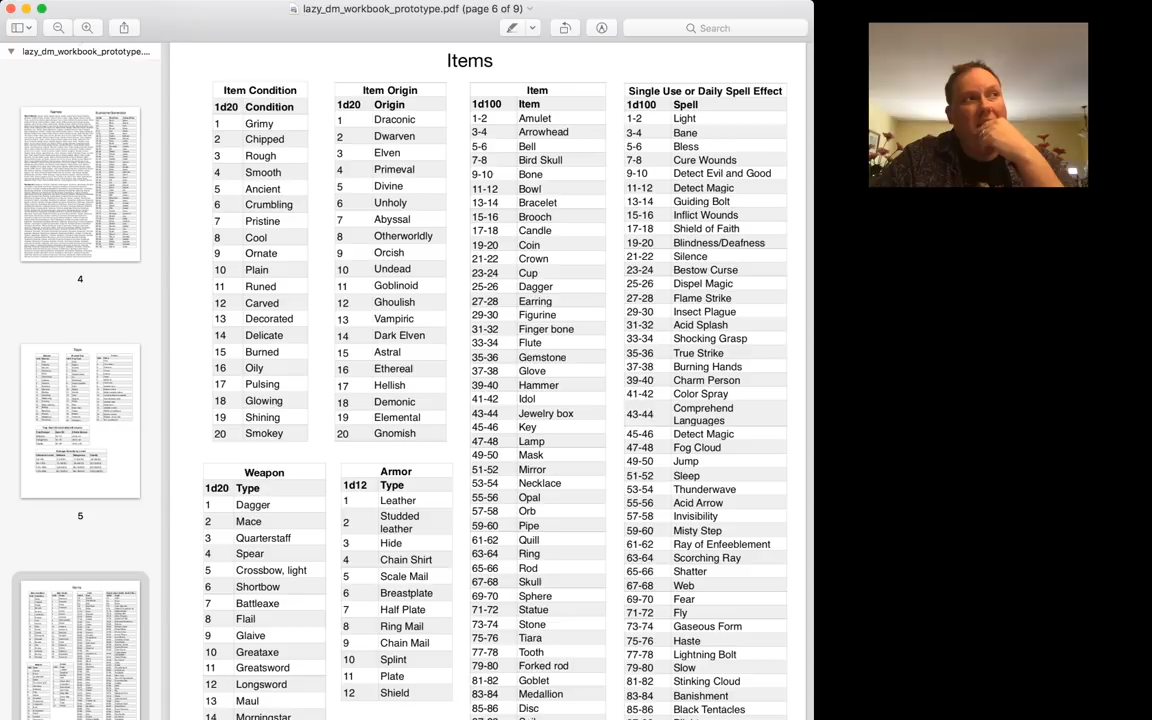 lazy_dm_workbook_prototype.pdf (page 6 of 9)
Search
lazy_dm_workbook_prototype....
4
5
Items
Item Condition
1d20 Condition
1 Grimy
2 Chipped
3 Rough
4 Smooth
5 Ancient
6 Crumbling
7 Pristine
8 Cool
9 Ornate
10 Plain
11 Runed
12 Carved
13 Decorated
14 Delicate
15 Burned
16 Oily
17 Pulsing
18 Glowing
19 Shining
20 Smokey
Item Origin
1d20 Origin
1 Draconic
2 Dwarven
3 Elven
4 Primeval
5 Divine
6 Unholy
7 Abyssal
8 Otherworldly
9 Orcish
10 Undead
11 Goblinoid
12 Ghoulish
13 Vampiric
14 Dark Elven
15 Astral
16 Ethereal
17 Hellish
18 Demonic
19 Elemental
20 Gnomish
Weapon
1d20 Type
1 Dagger
2 Mace
3 Quarterstaff
4 Spear
5 Crossbow, light
6 Shortbow
7 Battleaxe
8 Flail
9 Glaive
10 Greataxe
11 Greatsword
12 Longsword
13 Maul
14 Morningstar
Armor
1d12 Type
1 Leather
2 Studded
leather
3 Hide
4 Chain Shirt
5 Scale Mail
6 Breastplate
7 Half Plate
8 Ring Mail
9 Chain Mail
10 Splint
11 Plate
12 Shield
Item
1d100 Item
1-2 Amulet
3-4 Arrowhead
5-6 Bell
7-8 Bird Skull
9-10 Bone
11-12 Bowl
13-14 Bracelet
15-16 Brooch
17-18 Candle
19-20 Coin
21-22 Crown
23-24 Cup
25-26 Dagger
27-28 Earring
29-30 Figurine
31-32 Finger bone
33-34 Flute
35-36 Gemstone
37-38 Glove
39-40 Hammer
41-42 Idol
43-44 Jewelry box
45-46 Key
47-48 Lamp
49-50 Mask
51-52 Mirror
53-54 Necklace
55-56 Opal
57-58 Orb
59-60 Pipe
61-62 Quill
63-64 Ring
65-66 Rod
67-68 Skull
69-70 Sphere
71-72 Statue
73-74 Stone
75-76 Tiara
77-78 Tooth
79-80 Forked rod
81-82 Goblet
83-84 Medallion
85-86 Disc
Single Use or Daily Spell Effect
1d100 Spell
1-2 Light
3-4 Bane
5-6 Bless
7-8 Cure Wounds
9-10 Detect Evil and Good
11-12 Detect Magic
13-14 Guiding Bolt
15-16 Inflict Wounds
17-18 Shield of Faith
19-20 Blindness/Deafness
21-22 Silence
23-24 Bestow Curse
25-26 Dispel Magic
27-28 Flame Strike
29-30 Insect Plague
31-32 Acid Splash
33-34 Shocking Grasp
35-36 True Strike
37-38 Burning Hands
39-40 Charm Person
41-42 Color Spray
43-44 Comprehend
Languages
45-46 Detect Magic
47-48 Fog Cloud
49-50 Jump
51-52 Sleep
53-54 Thunderwave
55-56 Acid Arrow
57-58 Invisibility
59-60 Misty Step
61-62 Ray of Enfeeblement
63-64 Scorching Ray
65-66 Shatter
67-68 Web
69-70 Fear
71-72 Fly
73-74 Gaseous Form
75-76 Haste
77-78 Lightning Bolt
79-80 Slow
81-82 Stinking Cloud
83-84 Banishment
85-86 Black Tentacles